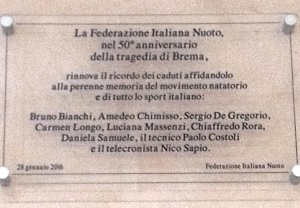 La Federazione Italiana Nuoto,
nel 50° anniversario
della tragedia di Brema,
rinnova il ricordo dei caduti affidandolo
alla perenne memoria del movimento natatorio
e di tutto lo sport italiano:
Bruno Bianchi, Amedeo Chimisso, Sergio De Gregorio,
Carmen Longo, Luciana Massenzi, Chiaffredo Rora,
Daniela Samuele, il tecnico Paolo Costoli
e il telecronista Nico Sapio.
28 gennaio 2016 Federazione Italiana Nuoto